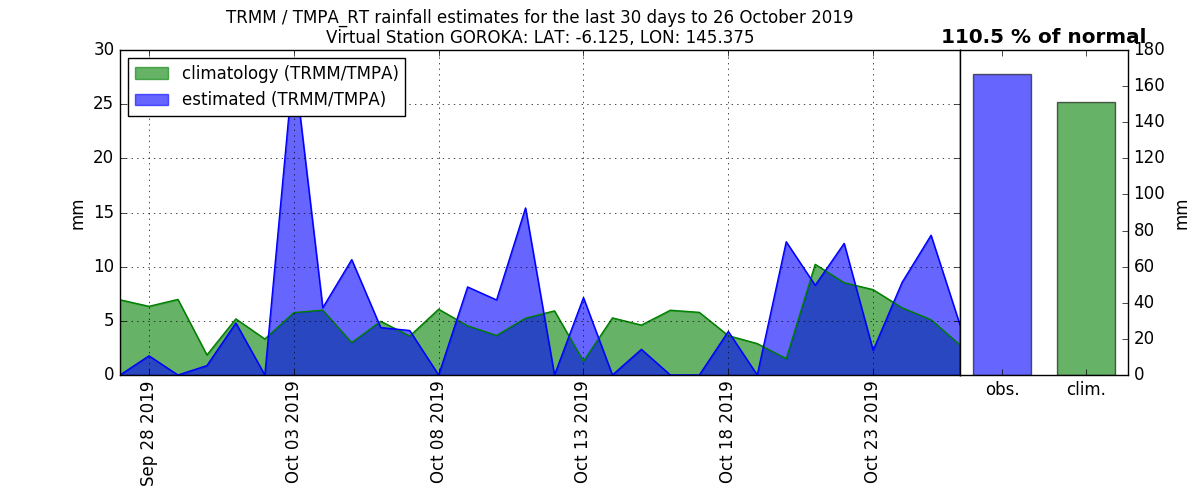 TRMM / TMPA_RT rainfall estimates for the last 30 days to 26 October 2019
Virtual Station GOROKA: LAT: -6.125, LON: 145.375
110.5 % of normal
climatology (TRMM/TMPA)
estimated (TRMM/TMPA)
30
25
20
15
10
5
0
mm
180
160
140
120
100
80
60
40
20
0
mm
Sep 28 2019
Oct 03 2019
Oct 08 2019
Oct 13 2019
Oct 18 2019
Oct 23 2019
obs.
clim.